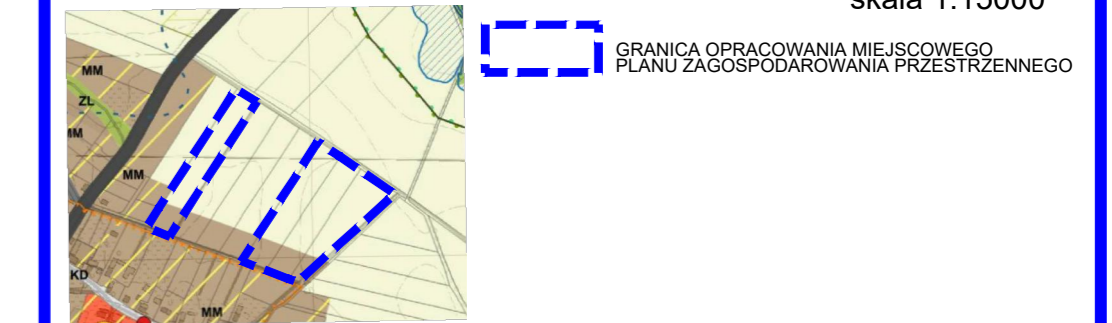 skala 1:15000
GRANICA OPRACOWANIA MIEJSCOWEGO
PLANU ZAGOSPODAROWANIA PRZESTRZENNEGO
MM
ZL
MM
MM
KD
MM